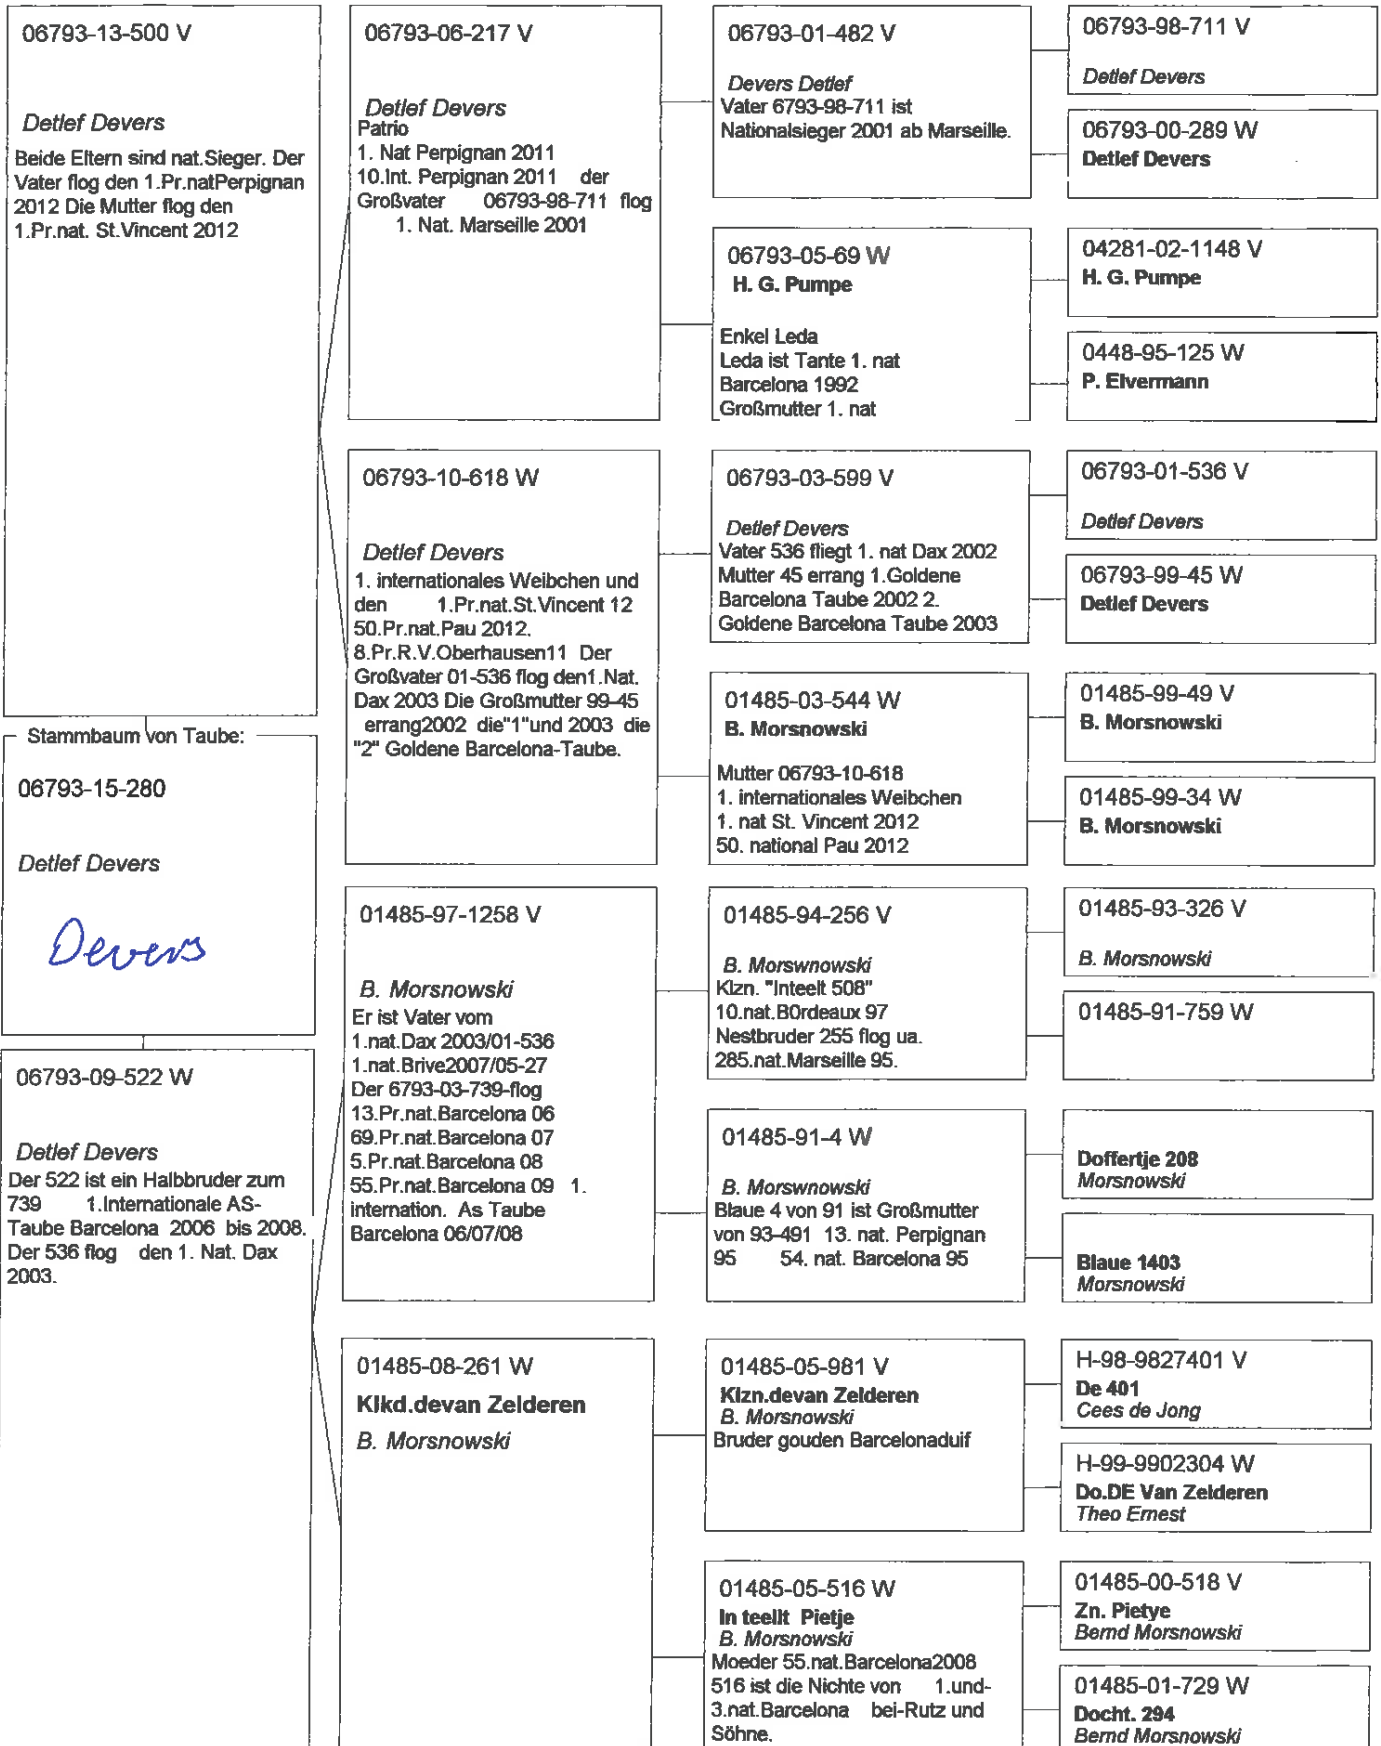 06793-13-500 V
Detlef Devers
Beide Eltern sind nat.Sieger. Der
Vater flog den 1.Pr.natPerpignan
2012 Die Mutter flog den
1.Pr.nat. St.Vincent 2012
Stammbaum von Taube:
06793-15-280
Detlef Devers
Devers
06793-09-522 W
Detlef Devers
Der 522 ist ein Halbbruder zum
739 1.Internationale AS-
Taube Barcelona 2006 bis 2008.
Der 536 flog den 1. Nat. Dax
2003.
06793-06-217 V
Detlef Devers
Patrio
1. Nat Perpignan 2011
10.Int. Perpignan 2011 der
Großvater 06793-98-711 flog
1. Nat. Marseille 2001
06793-10-618 W
Detlef Devers
1. internationales Weibchen und
den 1.Pr.nat.St.Vincent 12
50.Pr.nat.Pau 2012.
8.Pr.R.V.Oberhausen11 Der
Großvater 01-536 flog den1.Nat.
Dax 2003 Die Großmutter 99-45
errang2002 die"1"und 2003 die
"2" Goldene Barcelona-Taube.
01485-97-1258 V
B. Morsnowski
Er ist Vater vom
1.nat.Dax 2003/01-536
1.nat.Brive2007/05-27
Der 6793-03-739-flog
13.Pr.nat.Barcelona 06
69.Pr.nat.Barcelona 07
5.Pr.nat.Barcelona 08
55.Pr.nat.Barcelona 09 1.
internation. As Taube
Barcelona 06/07/08
01485-08-261 W
Klkd.devan Zelderen
B. Morsnowski
06793-01-482 V
Devers Detlef
Vater 6793-98-711 ist
Nationalsieger 2001 ab Marseille.
06793-05-69 W
H. G. Pumpe
Enkel Leda
Leda ist Tante 1. nat
Barcelona 1992
Großmutter 1. nat
06793-03-599 V
Detlef Devers
Vater 536 fliegt 1. nat Dax 2002
Mutter 45 errang 1.Goldene
Barcelona Taube 2002 2.
Goldene Barcelona Taube 2003
01485-03-544 W
B. Morsnowski
Mutter 06793-10-618
1. internationales Weibchen
1. nat St. Vincent 2012
50. national Pau 2012
01485-94-256 V
B. Morswnowski
Klzn. "Inteelt 508"
10.nat.B0rdeaux 97
Nestbruder 255 flog ua.
285.nat.Marseille 95.
01485-91-4 W
B. Morswnowski
Blaue 4 von 91 ist Großmutter
von 93-491 13. nat. Perpignan
95 54. nat. Barcelona 95
01485-05-981 V
Klzn.devan Zelderen
B. Morsnowski
Bruder gouden Barcelonaduif
01485-05-516 W
In teellt Pietje
B. Morsnowski
Moeder 55.nat.Barcelona2008
516 ist die Nichte von 1.und-
3.nat.Barcelona bei-Rutz und
Söhne.
06793-98-711 V
Detlef Devers
06793-00-289 W
Detlef Devers
04281-02-1148 V
H. G. Pumpe
0448-95-125 W
P. Elvermann
06793-01-536 V
Detlef Devers
06793-99-45 W
Detlef Devers
01485-99-49 V
B. Morsnowski
01485-99-34 W
B. Morsnowski
01485-93-326 V
B. Morsnowski
01485-91-759 W
Doffertje 208
Morsnowski
Blaue 1403
Morsnowski
H-98-9827401 V
De 401
Cees de Jong
H-99-9902304 W
Do.DE Van Zelderen
Theo Ernest
01485-00-518 V
Zn. Pietye
Bernd Morsnowski
01485-01-729 W
Docht. 294
Bernd Morsnowski